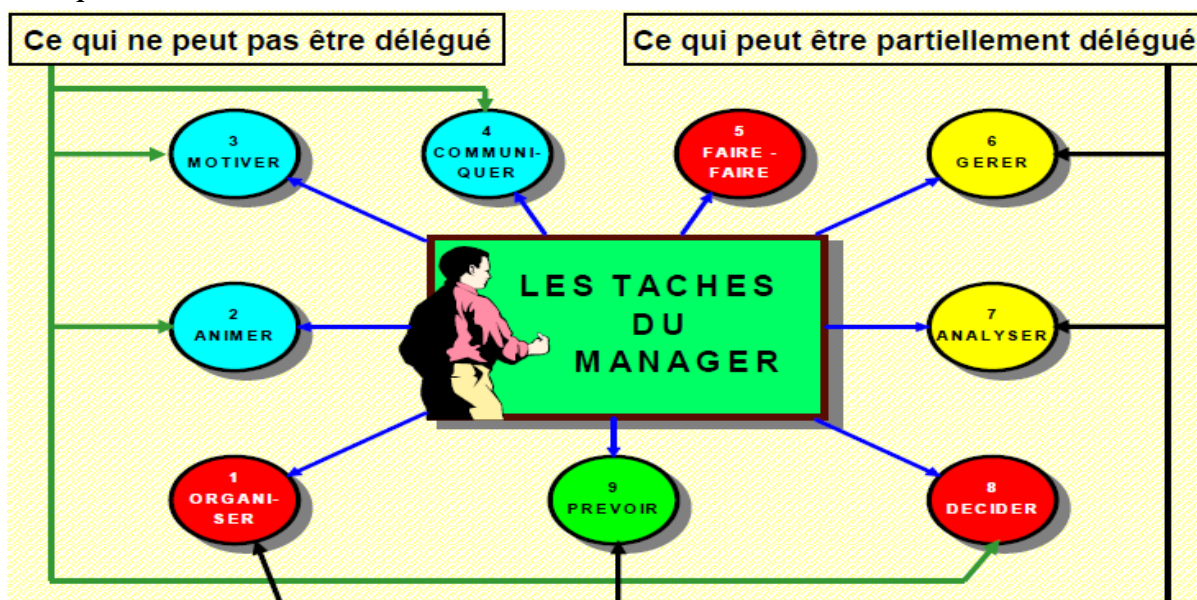 Ce qui ne peut pas être délégué
Ce qui peut être partiellement délégué
3
MOTIVER
4
COMMUNI-
QUER
5
FAIRE -
FAIRE
6
GERER
LES TACHES
DU
MANAGER
2
ANIMER
7
ANALYSER
1
ORGANI-
SER
9
PREVOIR
8
DECIDER